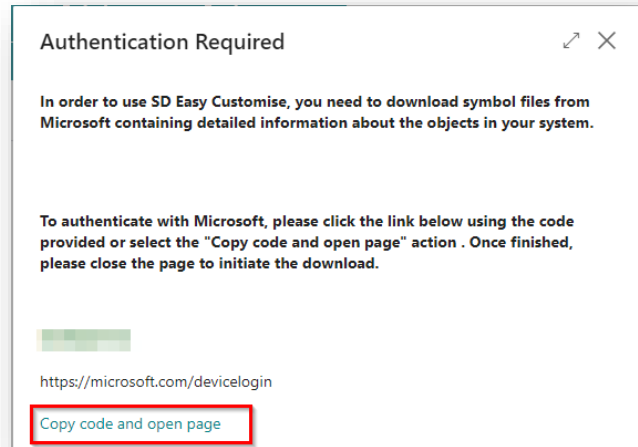 Authentication Required
In order to use SD Easy Customise, you need to download symbol files from
Microsoft containing detailed information about the objects in your system.
To authenticate with Microsoft, please click the link below using the code
provided or select the "Copy code and open page" action . Once finished,
please close the page to initiate the download.
https://microsoft.com/devicelogin
Copy code and open page